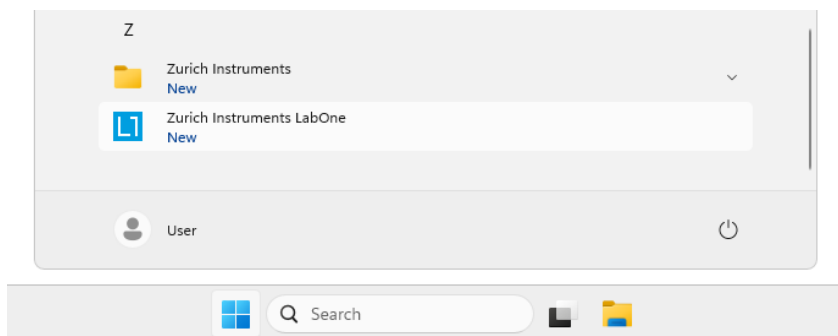 Z
Zurich Instruments
New
Zurich Instruments LabOne
New
User
Search